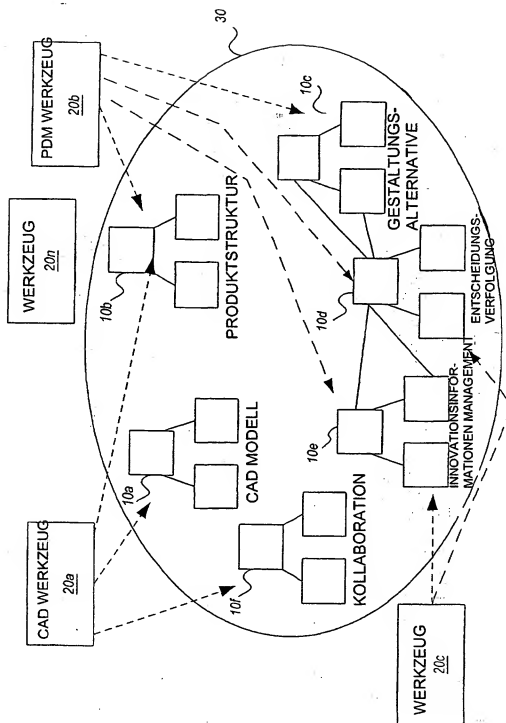 CAD WERKZEUG
20a
WERKZEUG
20n
PDM WERKZEUG
20b
30
10a
CAD MODELL
10b
PRODUKTSTRUKTUR
10c
GESTALTUNGS-
ALTERNATIVE
10f
KOLLABORATION
10e
INNOVATIONSINFOR-
MATIONEN MANAGEMENT
10d
ENTSCHEIDUNGS-
VERFOLGUNG
WERKZEUG
20c